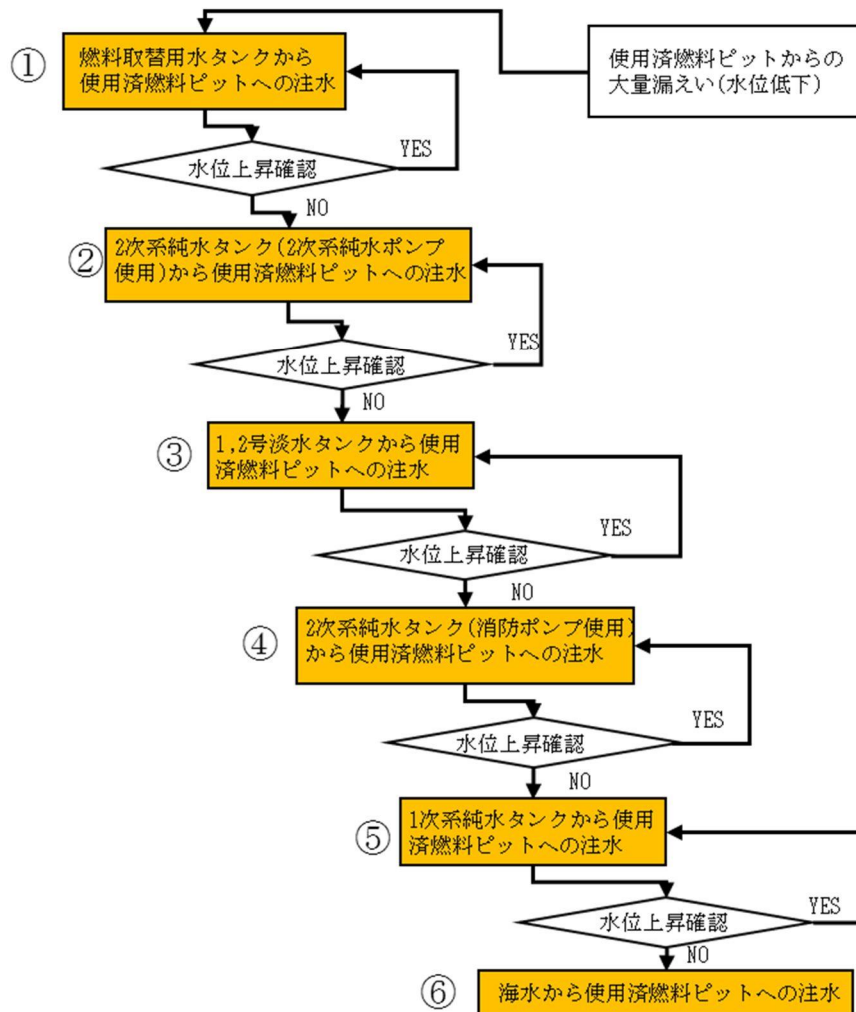 使用済燃料ピットからの
大量漏えい(水位低下)
①
燃料取替用水タンクから
使用済燃料ピットへの注水
水位上昇確認
YES
NO
②
2次系純水タンク(2次系純水ポンプ
使用)から使用済燃料ピットへの注水
水位上昇確認
YES
NO
③
1,2号淡水タンクから使用
済燃料ピットへの注水
水位上昇確認
YES
NO
④
2次系純水タンク(消防ポンプ使用)
から使用済燃料ピットへの注水
水位上昇確認
YES
NO
⑤
1次系純水タンクから使用
済燃料ピットへの注水
水位上昇確認
YES
NO
⑥
海水から使用済燃料ピットへの注水